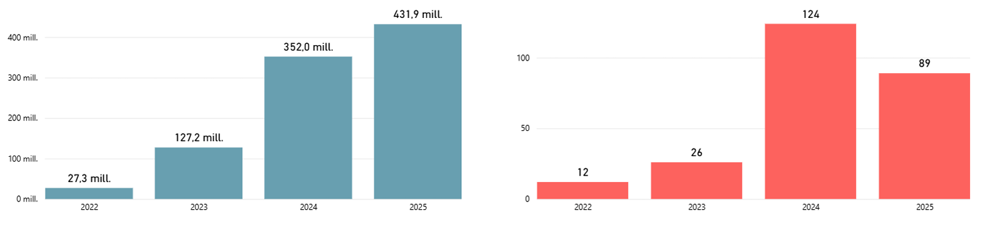 431,9 mill.
400 mill.
352,0 mill.
300 mill.
200 mill.
127,2 mill.
100 mill.
27,3 mill.
0 mill.
2022 2023 2024 2025
124
100
89
50
26
12
0
2022 2023 2024 2025